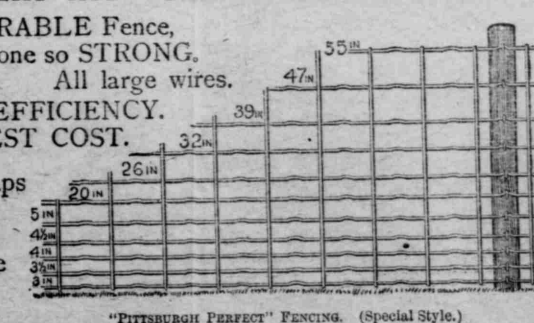 RABLE Fence,
one so STRONG.
All large wires.
EFFICIENCY.
EST COST.
55IN
47IN
39IN
32IN
26IN
20IN
5IN
4½IN
4IN
3½IN
3IN
"PITTSBURGH PERFECT" FENCING. (Special Style.)